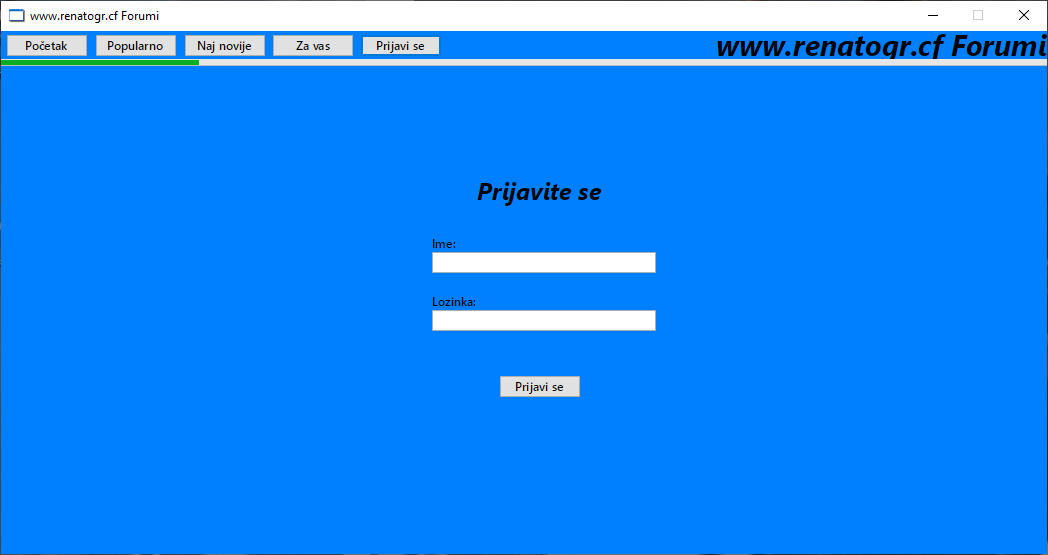 www.renatogr.cf Forumi
Početak Popularno Naj novije Za vas Prijavi se www.renatogr.cf Forumi
Prijavite se
Ime:
Lozinka:
Prijavi se